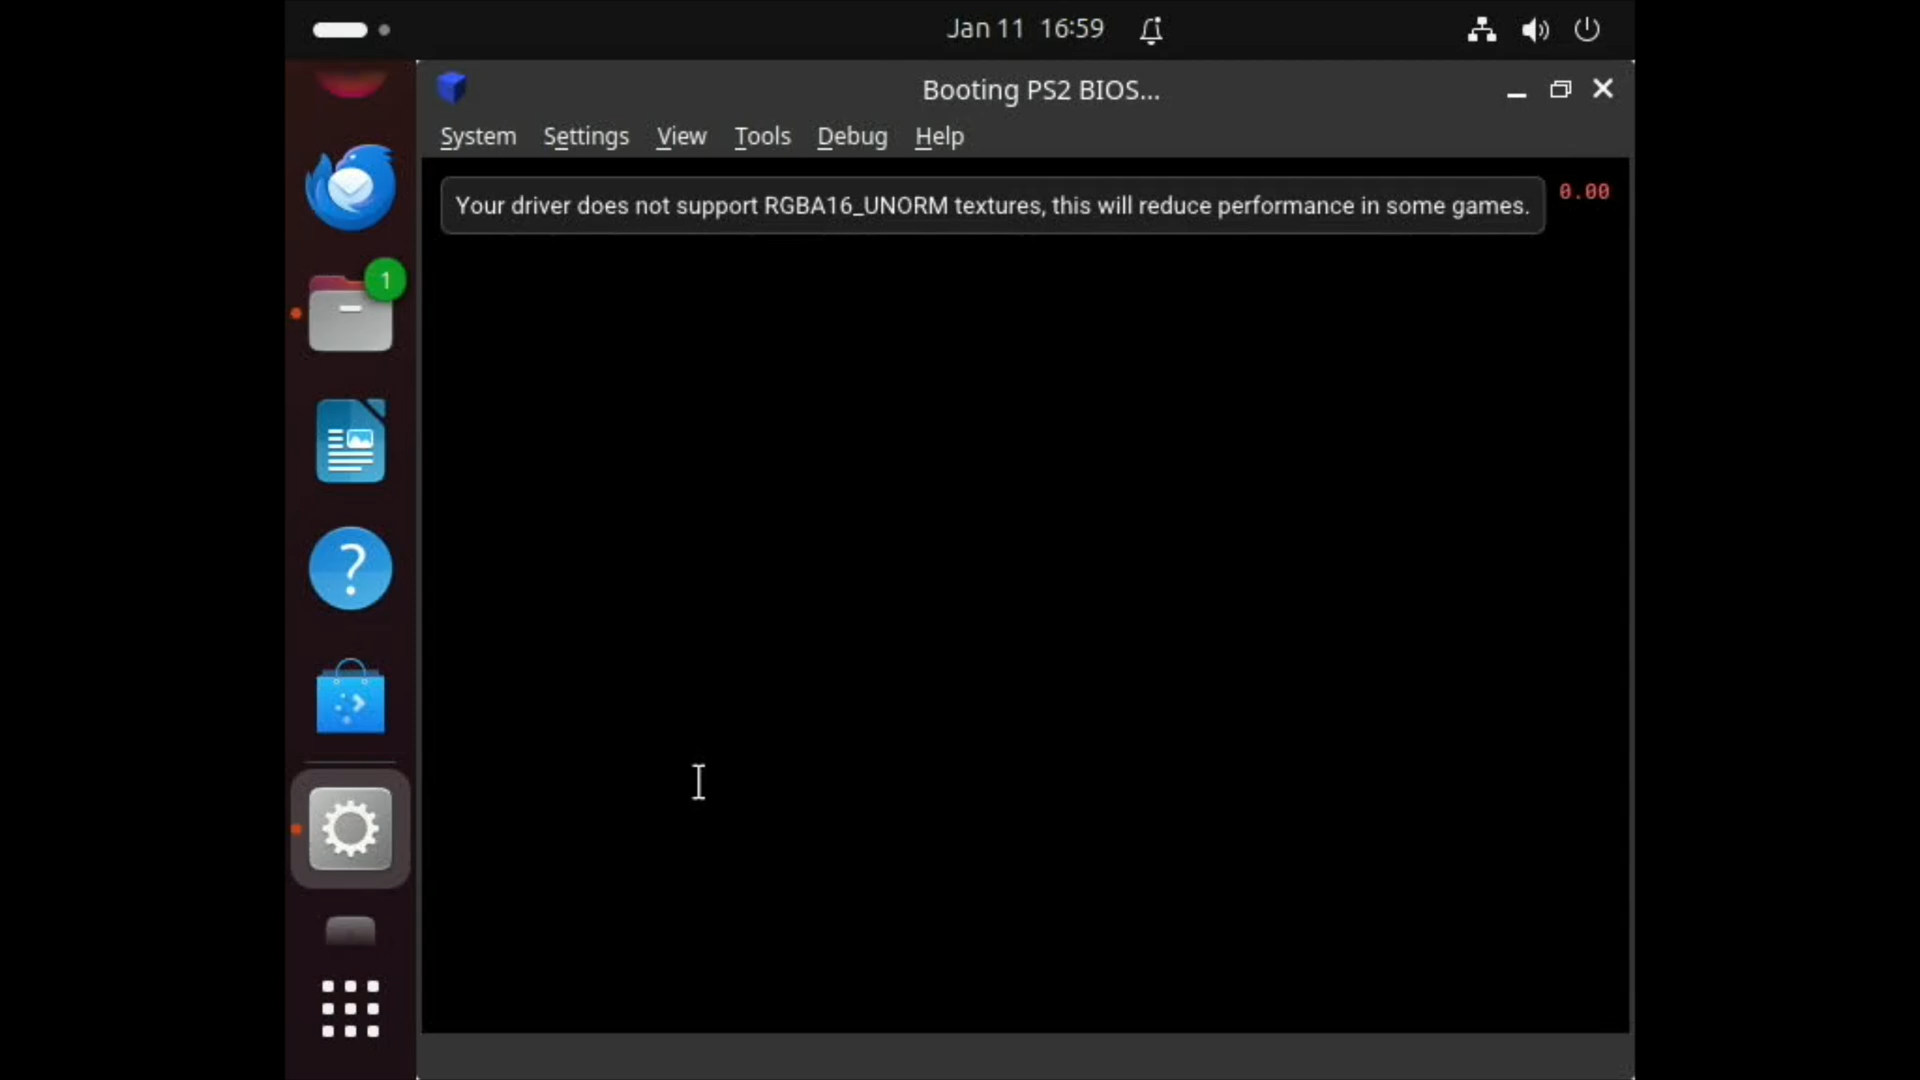 Jan 11 16:59
Booting PS2 BIOS...
System Settings View Tools Debug Help
Your driver does not support RGBA16_UNORM textures, this will reduce performance in some games.
0.00
1
?